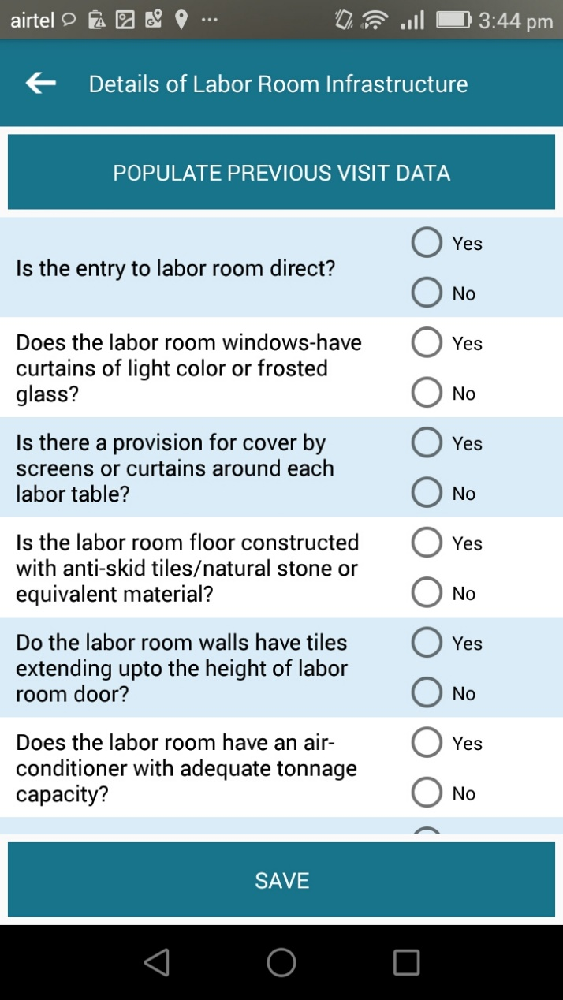 airtel 3:44 pm
Details of Labor Room Infrastructure
POPULATE PREVIOUS VISIT DATA
Is the entry to labor room direct?
Yes
No
Does the labor room windows-have
curtains of light color or frosted
glass?
Yes
No
Is there a provision for cover by
screens or curtains around each
labor table?
Yes
No
Is the labor room floor constructed
with anti-skid tiles/natural stone or
equivalent material?
Yes
No
Do the labor room walls have tiles
extending upto the height of labor
room door?
Yes
No
Does the labor room have an air-
conditioner with adequate tonnage
capacity?
Yes
No
SAVE